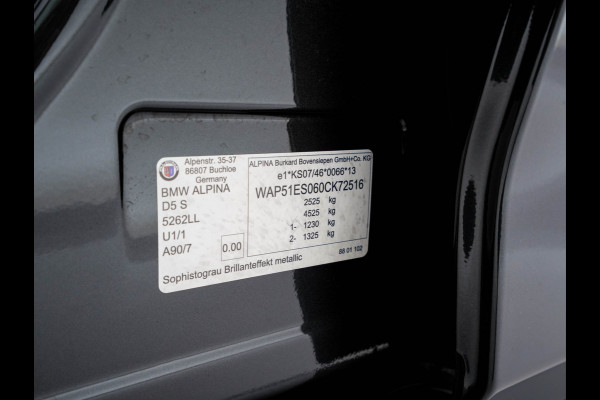 Alpenstr. 35-37
86807 Buchloe
Germany
BMW ALPINA
D5 S
5262LL
U1/1
A90/7
0.00
ALPINA Burkard Bovensiepen GmbH+Co. KG
e1*KS07/46*0066*13
WAP51ES060CK72516
2525 kg
4525 kg
1- 1230 kg
2- 1325 kg
88 01 102
Sophistograu Brillanteffekt metallic